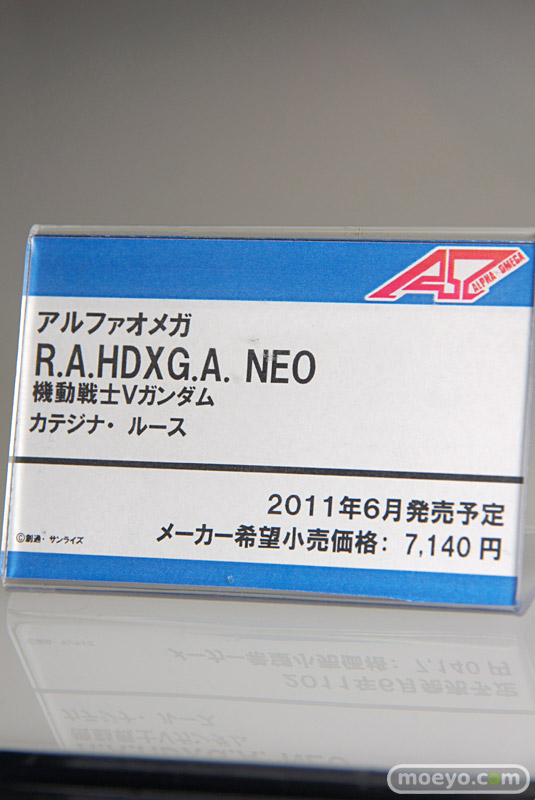 ALPHA・OMEGA
アルファオメガ
R.A.HDXG.A. NEO
機動戦士Vガンダム
カテジナ・ルース
2011年6月発売予定
メーカー希望小売価格: 7,140 円
©創通・サンライズ
moeyo.com